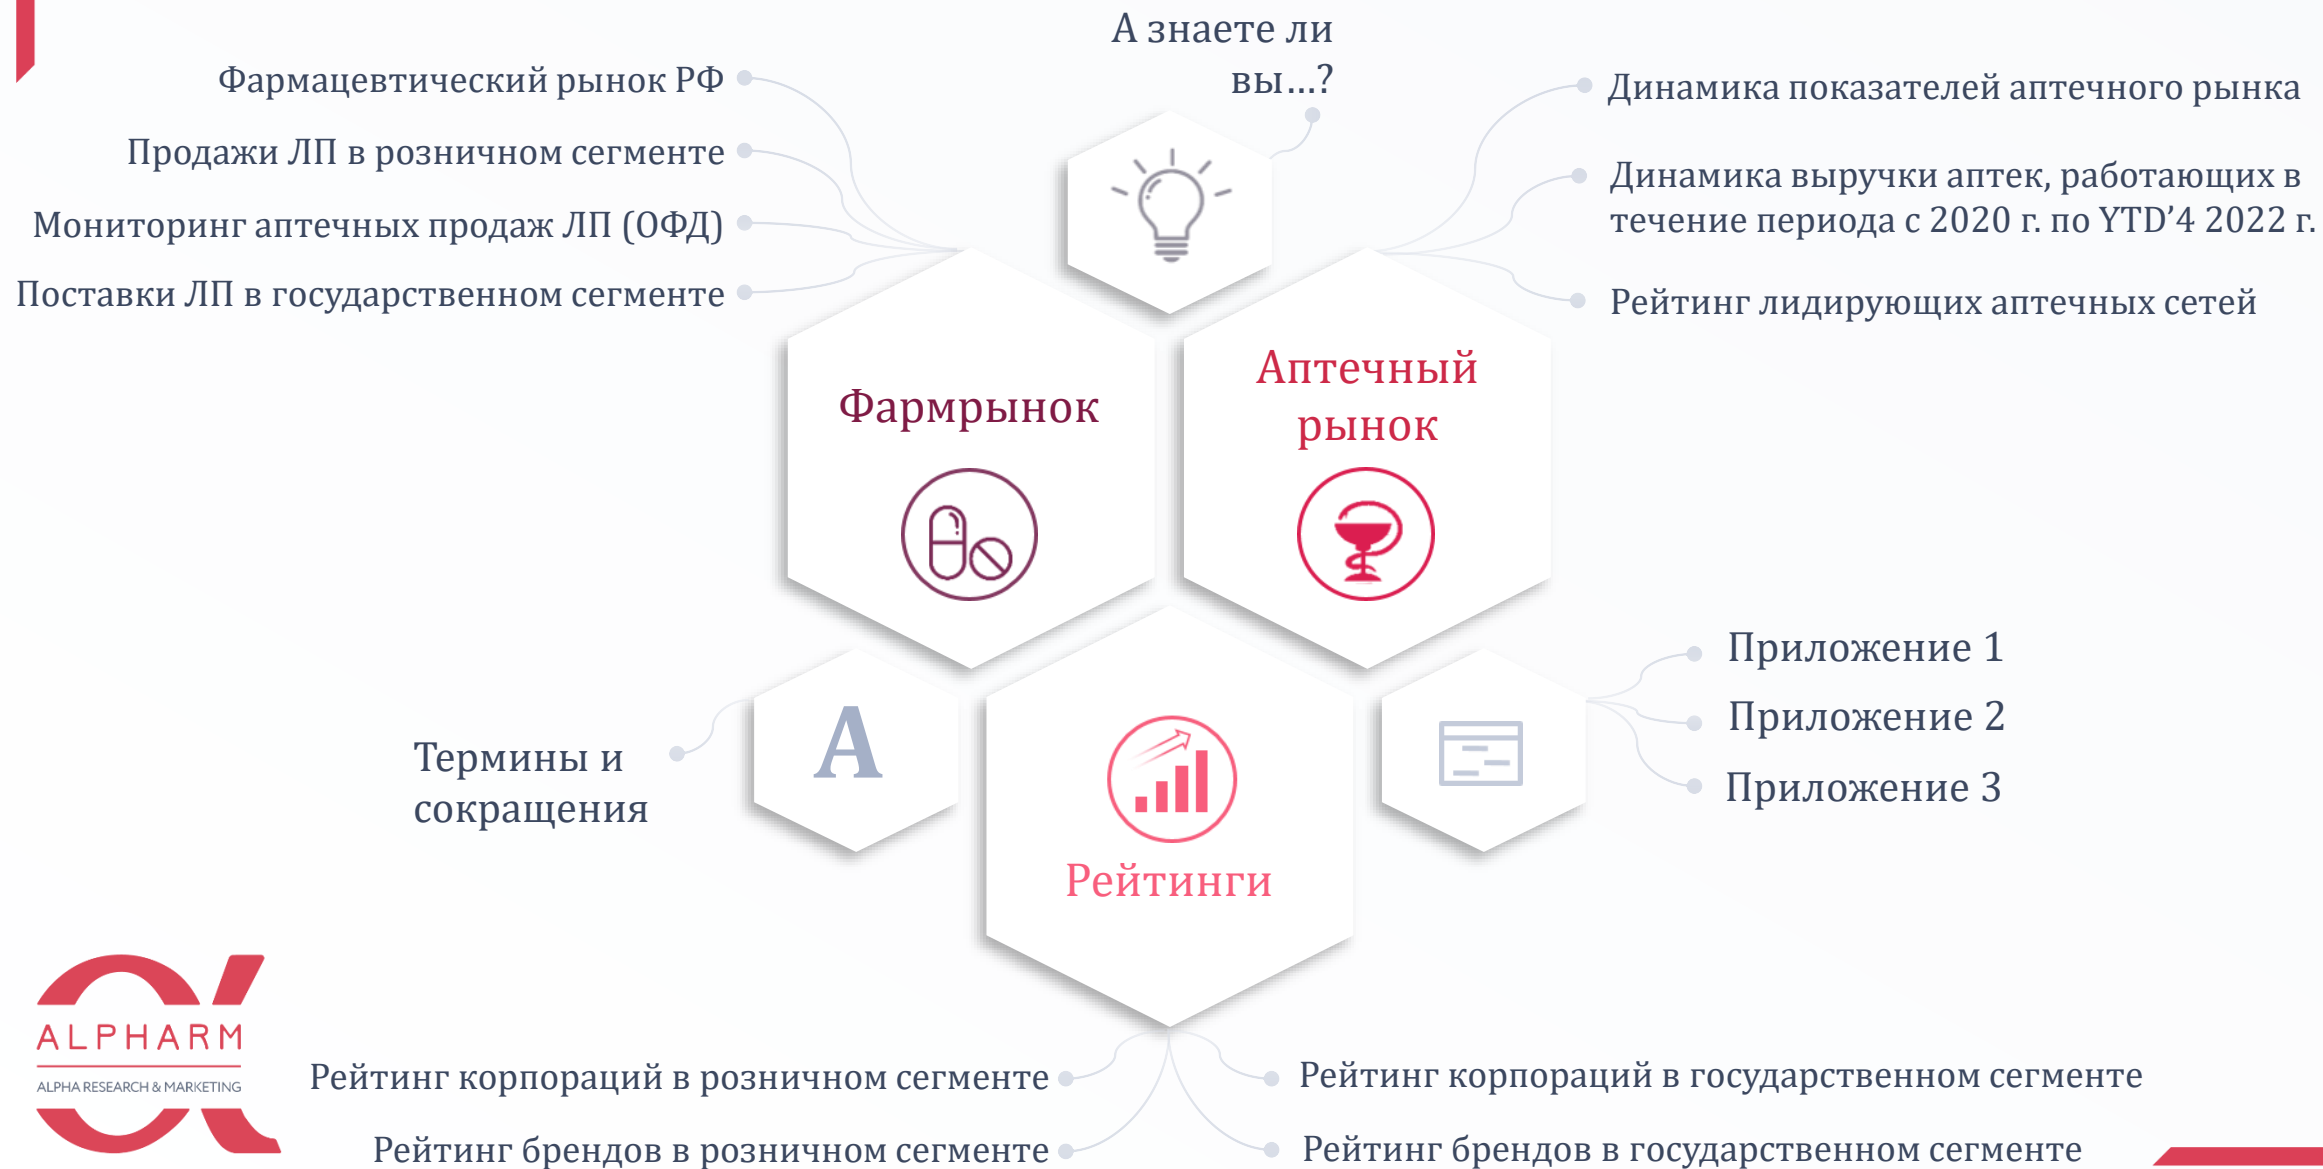 А знаете ли
вы...?
Фармацевтический рынок РФ
Продажи ЛП в розничном сегменте
Мониторинг аптечных продаж ЛП (ОФД)
Поставки ЛП в государственном сегменте
Динамика показателей аптечного рынка
Динамика выручки аптек, работающих в
течение периода с 2020 г. по YTD’4 2022 г.
Рейтинг лидирующих аптечных сетей
Фармрынок
Аптечный
рынок
Термины и
сокращения
A
Рейтинги
Приложение 1
Приложение 2
Приложение 3
ALPHARM
ALPHA RESEARCH & MARKETING
Рейтинг корпораций в розничном сегменте
Рейтинг брендов в розничном сегменте
Рейтинг корпораций в государственном сегменте
Рейтинг брендов в государственном сегменте